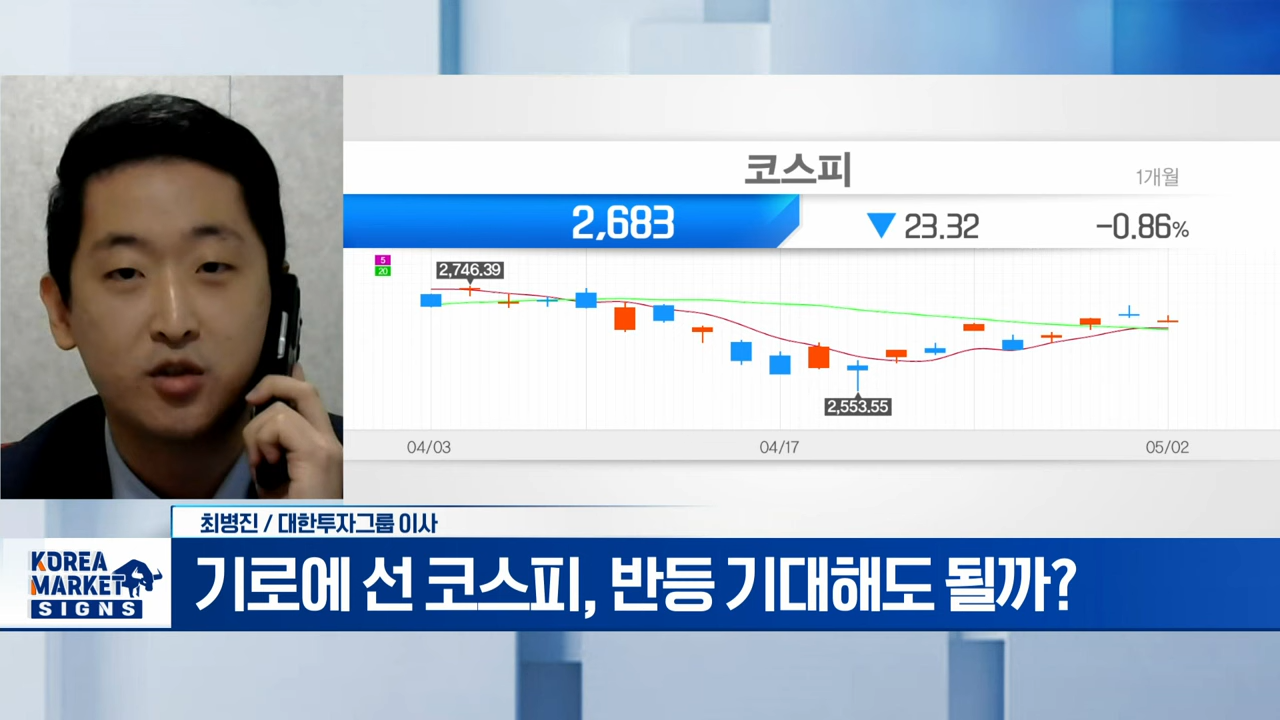 코스피
1개월
2,683
▼ 23.32
-0.86%
5
20
2,746.39
2,553.55
04/03
04/17
05/02
최병진 / 대한투자그룹 이사
KOREA
MARKET
SIGNS
기로에 선 코스피, 반등 기대해도 될까?